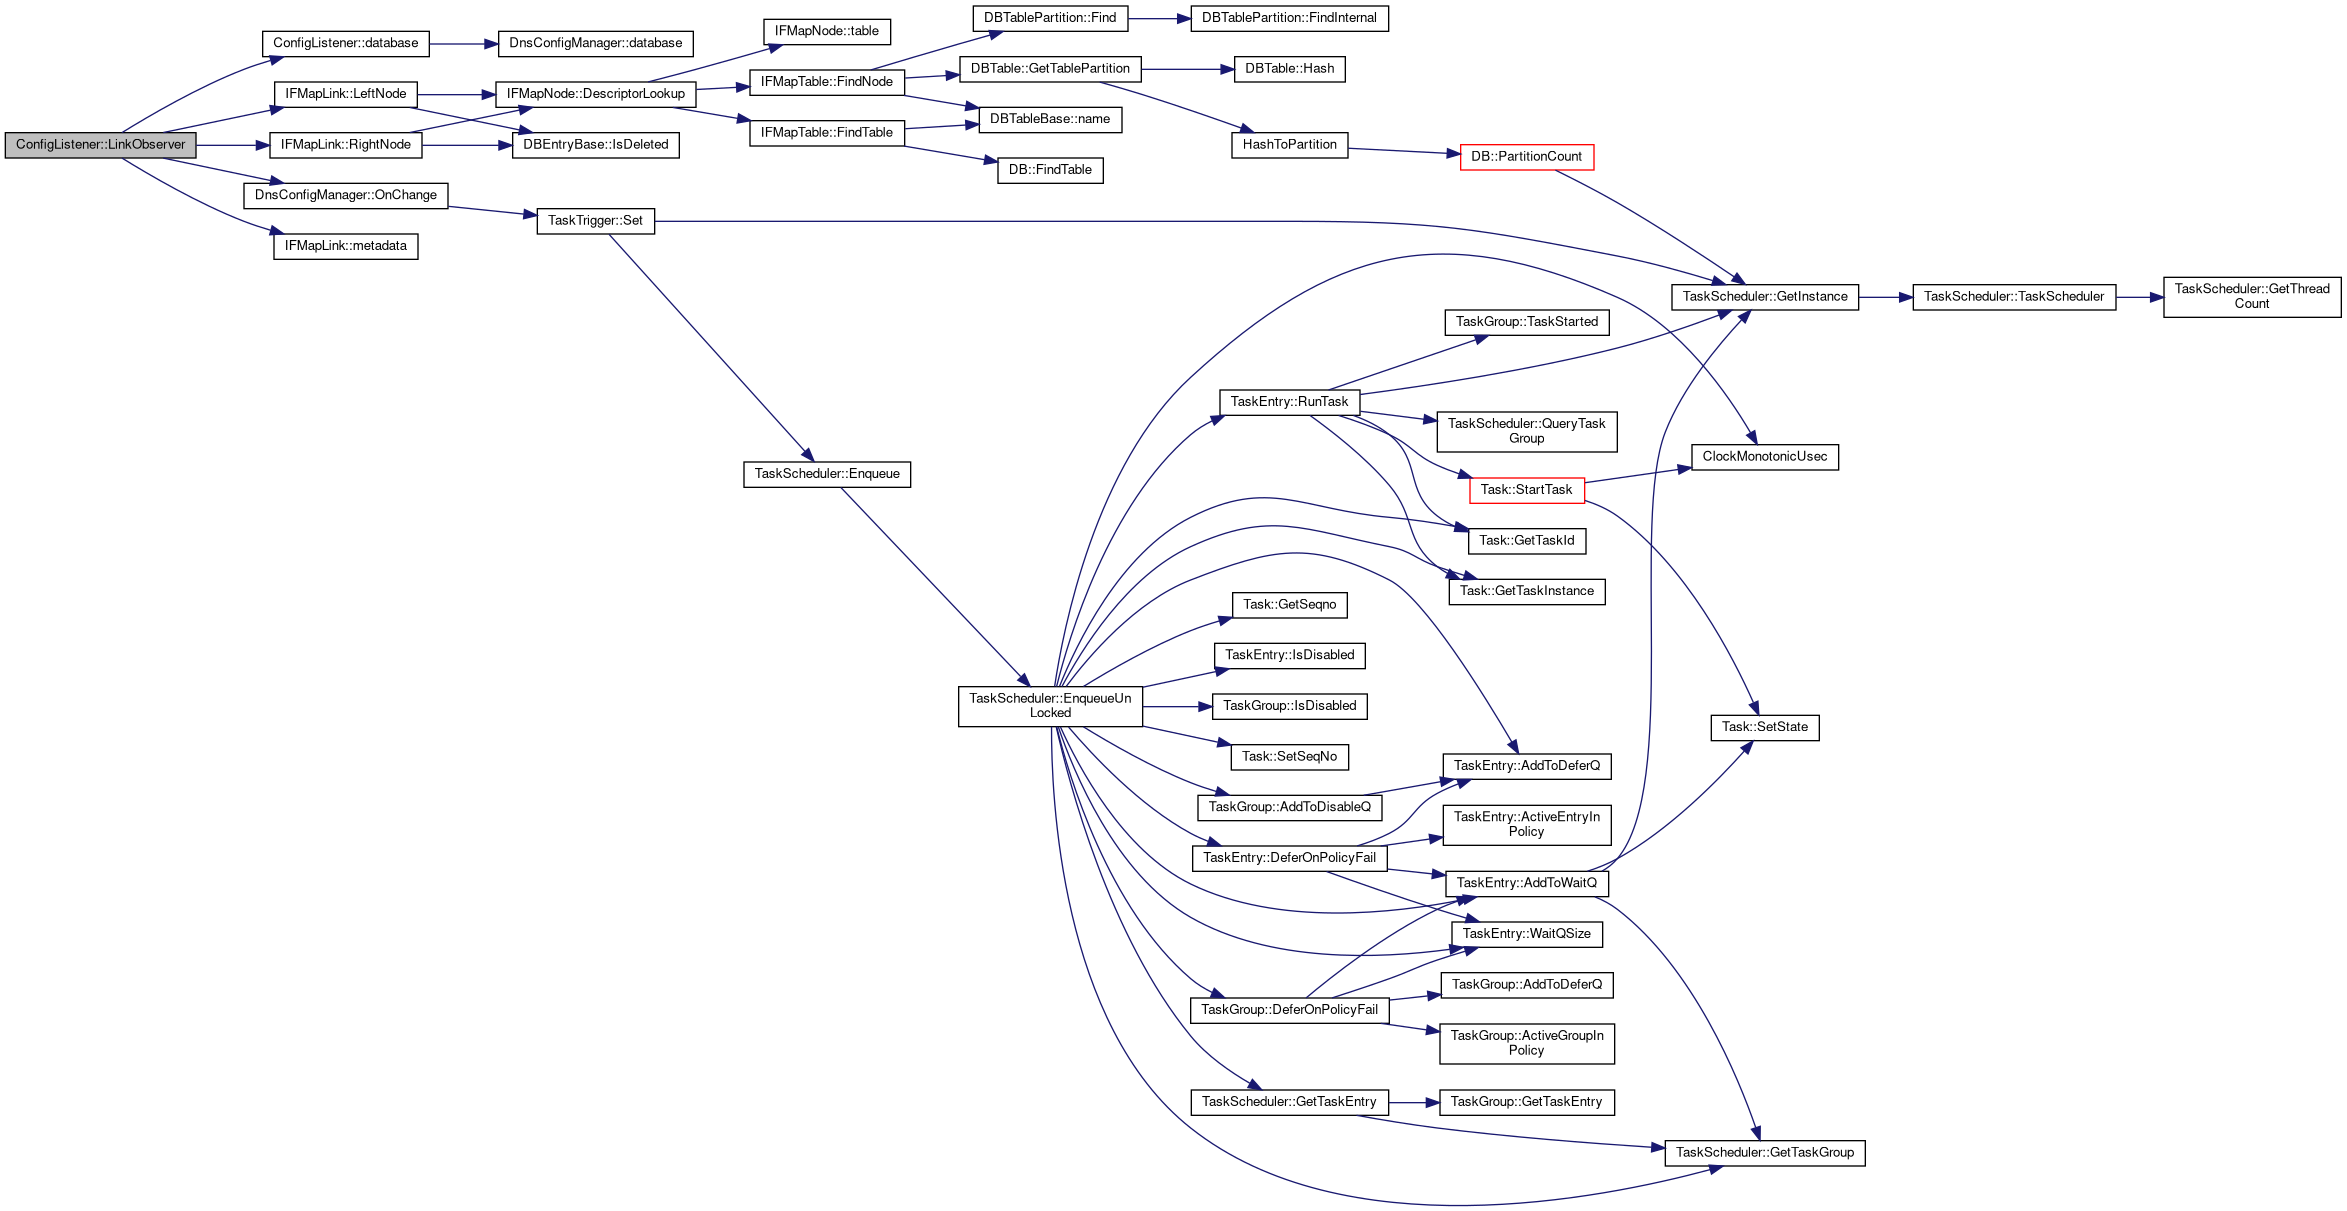 ConfigListener::LinkObserver
ConfigListener::database
DnsConfigManager::database
IFMapLink::LeftNode
IFMapLink::RightNode
DnsConfigManager::OnChange
IFMapLink::metadata
IFMapNode::DescriptorLookup
DBEntryBase::IsDeleted
TaskTrigger::Set
IFMapNode::table
IFMapTable::FindNode
IFMapTable::FindTable
DBTablePartition::Find
DBTablePartition::FindInternal
DBTable::GetTablePartition
DBTable::Hash
DBTableBase::name
DB::FindTable
HashToPartition
DB::PartitionCount
TaskScheduler::GetInstance
TaskScheduler::TaskScheduler
TaskScheduler::GetThread
Count
TaskScheduler::Enqueue
TaskScheduler::EnqueueUn
Locked
TaskEntry::RunTask
TaskGroup::TaskStarted
TaskScheduler::QueryTask
Group
Task::StartTask
ClockMonotonicUsec
Task::GetTaskId
Task::GetTaskInstance
Task::GetSeqno
TaskEntry::IsDisabled
TaskGroup::IsDisabled
Task::SetSeqNo
TaskGroup::AddToDisableQ
TaskEntry::DeferOnPolicyFail
TaskEntry::AddToDeferQ
TaskEntry::ActiveEntryIn
Policy
TaskEntry::AddToWaitQ
TaskEntry::WaitQSize
Task::SetState
TaskGroup::DeferOnPolicyFail
TaskGroup::AddToDeferQ
TaskGroup::ActiveGroupIn
Policy
TaskScheduler::GetTaskEntry
TaskGroup::GetTaskEntry
TaskScheduler::GetTaskGroup